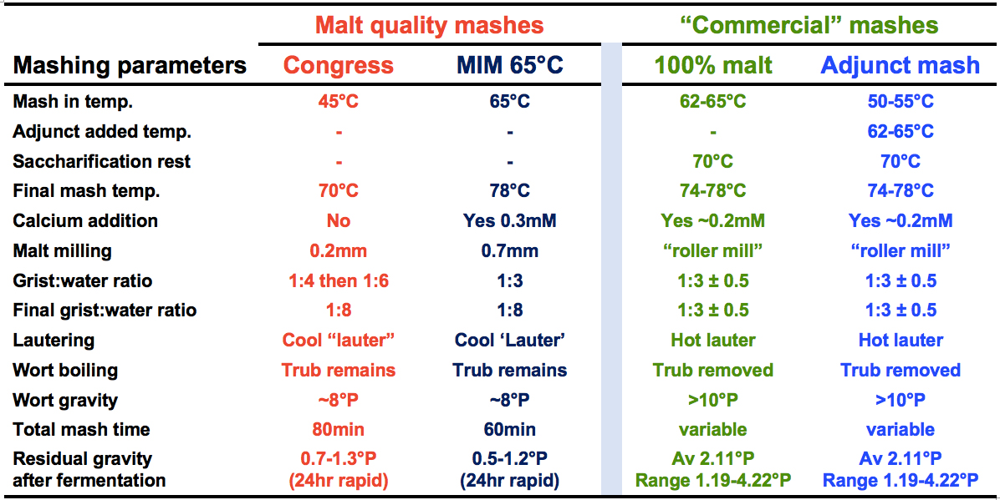 Malt quality mashes “Commercial” mashes
Mashing parameters Congress MIM 65°C 100% malt Adjunct mash
Mash in temp. 45°C 65°C 62-65°C 50-55°C
Adjunct added temp. - - - 62-65°C
Saccharification rest - - 70°C 70°C
Final mash temp. 70°C 78°C 74-78°C 74-78°C
Calcium addition No Yes 0.3mM Yes ~0.2mM Yes ~0.2mM
Malt milling 0.2mm 0.7mm “roller mill” “roller mill”
Grist:water ratio 1:4 then 1:6 1:3 1:3 ± 0.5 1:3 ± 0.5
Final grist:water ratio 1:8 1:8 1:3 ± 0.5 1:3 ± 0.5
Lautering Cool “lauter” Cool ‘Lauter’ Hot lauter Hot lauter
Wort boiling Trub remains Trub remains Trub removed Trub removed
Wort gravity ~8°P ~8°P >10°P >10°P
Total mash time 80min 60min variable variable
Residual gravity 0.7-1.3°P 0.5-1.2°P Av 2.11°P Av 2.11°P
after fermentation (24hr rapid) (24hr rapid) Range 1.19-4.22°P Range 1.19-4.22°P